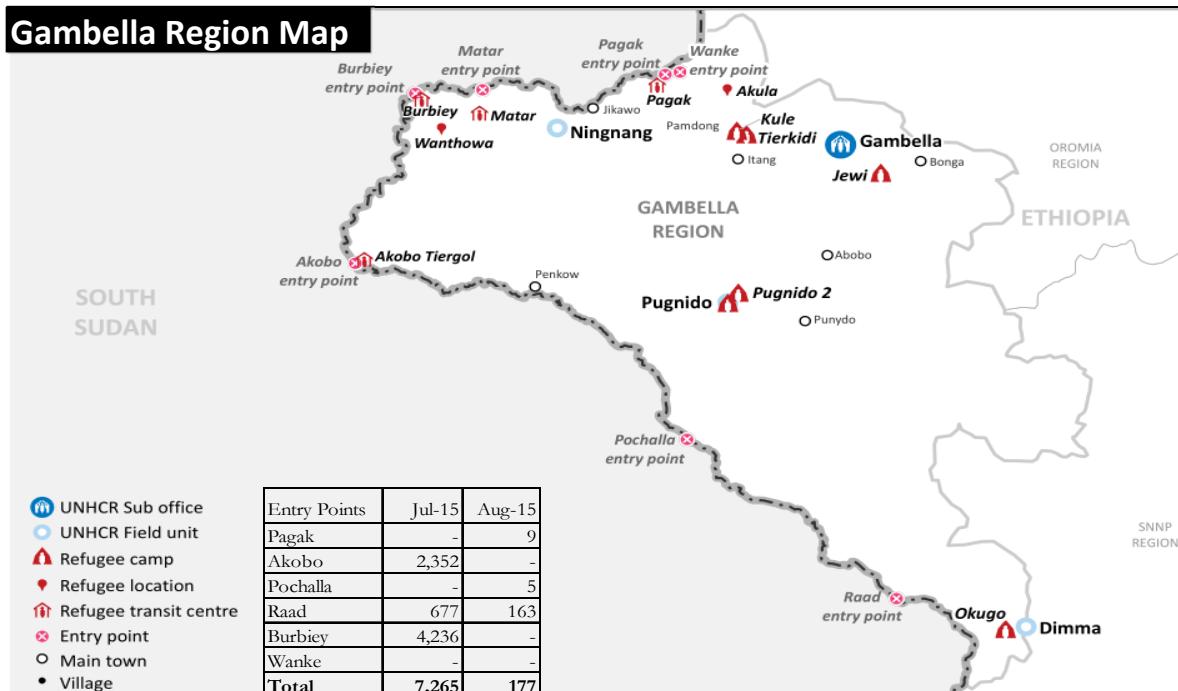 Gambella Region Map
Matar
entry point
Pagak
entry point
Wanke
entry point
Burbiey
entry point
Burbiey
Matar
Wanthowa
Ningnang
Jikawo
Pagak
Akula
Pamdong
Kule
Tierkidi
Itang
Gambella
Jewi
Bonga
OROMIA
REGION
GAMBELLA
REGION
ETHIOPIA
Akobo
entry point
Akobo Tiergol
Penkow
Abobo
SOUTH
SUDAN
Pugnido
Pugnido 2
Punydo
Pochalla
entry point
SNNP
REGION
Raad
entry point
Okugo
Dimma
UNHCR Sub office
UNHCR Field unit
Refugee camp
Refugee location
Refugee transit centre
Entry point
Main town
Village
Entry Points Jul-15 Aug-15
Pagak - 9
Akobo 2,352 -
Pochalla - 5
Raad 677 163
Burbiey 4,236 -
Wanke - -
Total 7,265 177